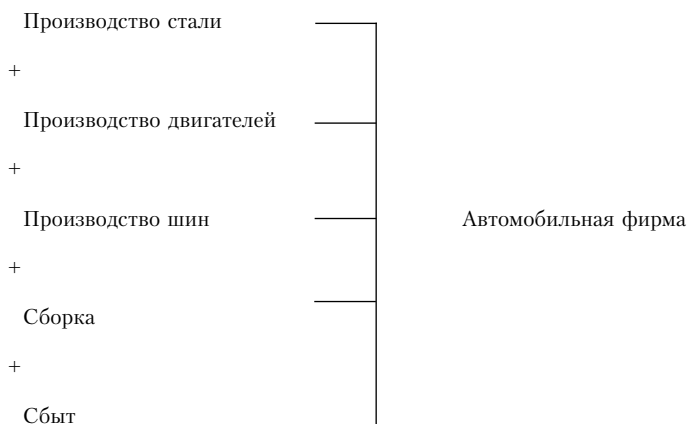 Производство стали
+
Производство двигателей
+
Производство шин
Автомобильная фирма
+
Сборка
+
Сбыт